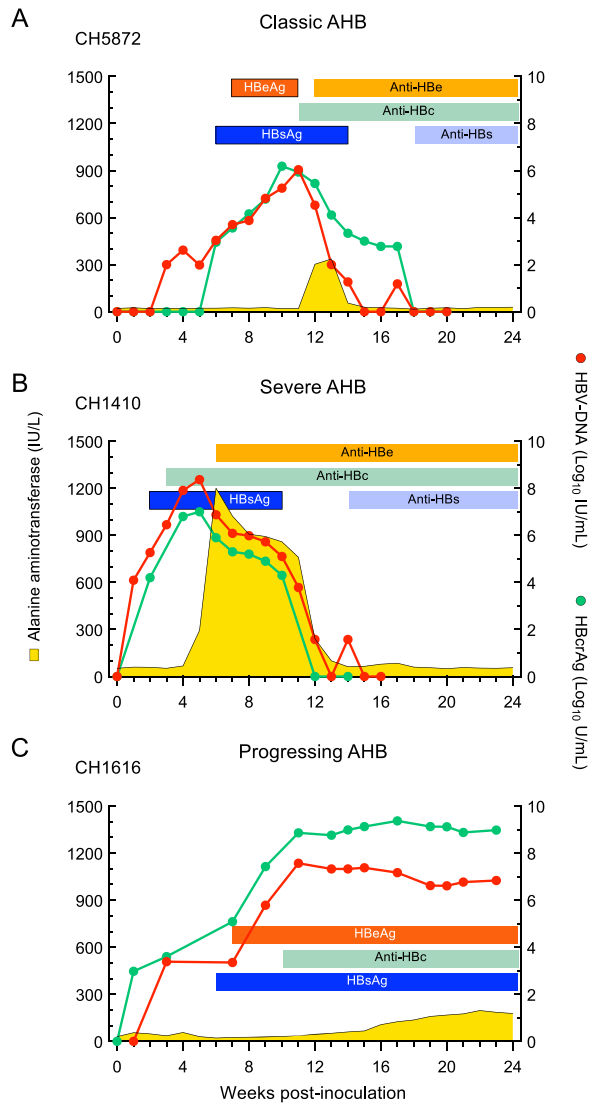 A
Classic AHB
CH5872
1500
1200
900
600
300
0
10
8
6
4
2
0
HBeAg
Anti-HBe
Anti-HBc
HBsAg
Anti-HBs
0 4 8 12 16 20 24
B
Severe AHB
CH1410
1500
1200
900
600
300
0
10
8
6
4
2
0
Anti-HBe
Anti-HBc
HBsAg
Anti-HBs
0 4 8 12 16 20 24
C
Progressing AHB
CH1616
1500
1200
900
600
300
0
10
8
6
4
2
0
HBeAg
Anti-HBc
HBsAg
0 4 8 12 16 20 24
Weeks post-inoculation
Alanine aminotransferase (IU/L)
HBV-DNA (Log10 IU/mL)
HBcrAg (Log10 U/mL)